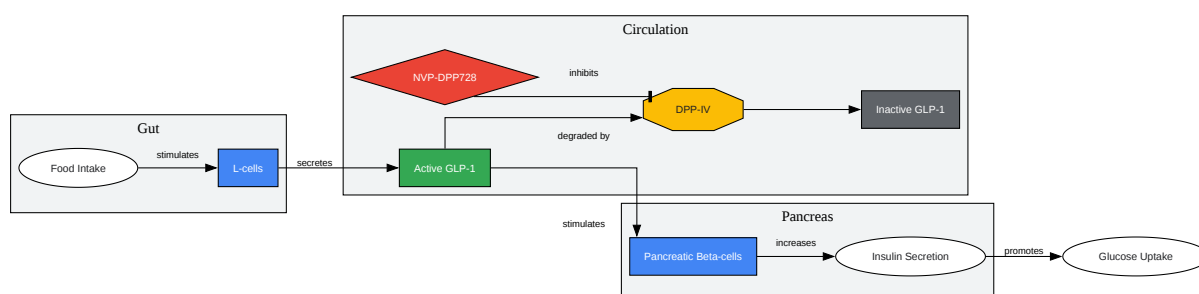 Circulation
NVP-DPP728
inhibits
DPP-IV
Inactive GLP-1
degraded by
Gut
Food Intake
stimulates
L-cells
secretes
Active GLP-1
stimulates
Pancreas
Pancreatic Beta-cells
increases
Insulin Secretion
promotes
Glucose Uptake